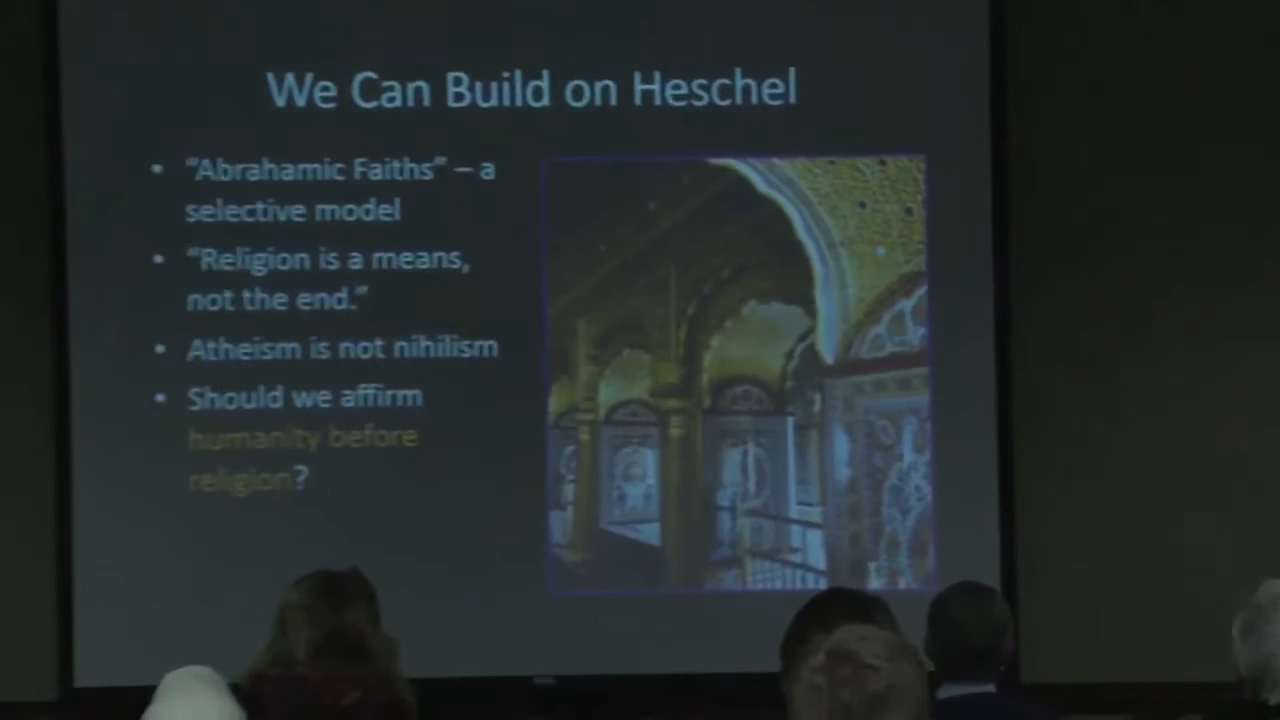 We Can Build on Heschel
• “Abrahamic Faiths” – a
selective model
• “Religion is a means,
not the end.”
• Atheism is not nihilism
• Should we affirm
humanity before
religion?